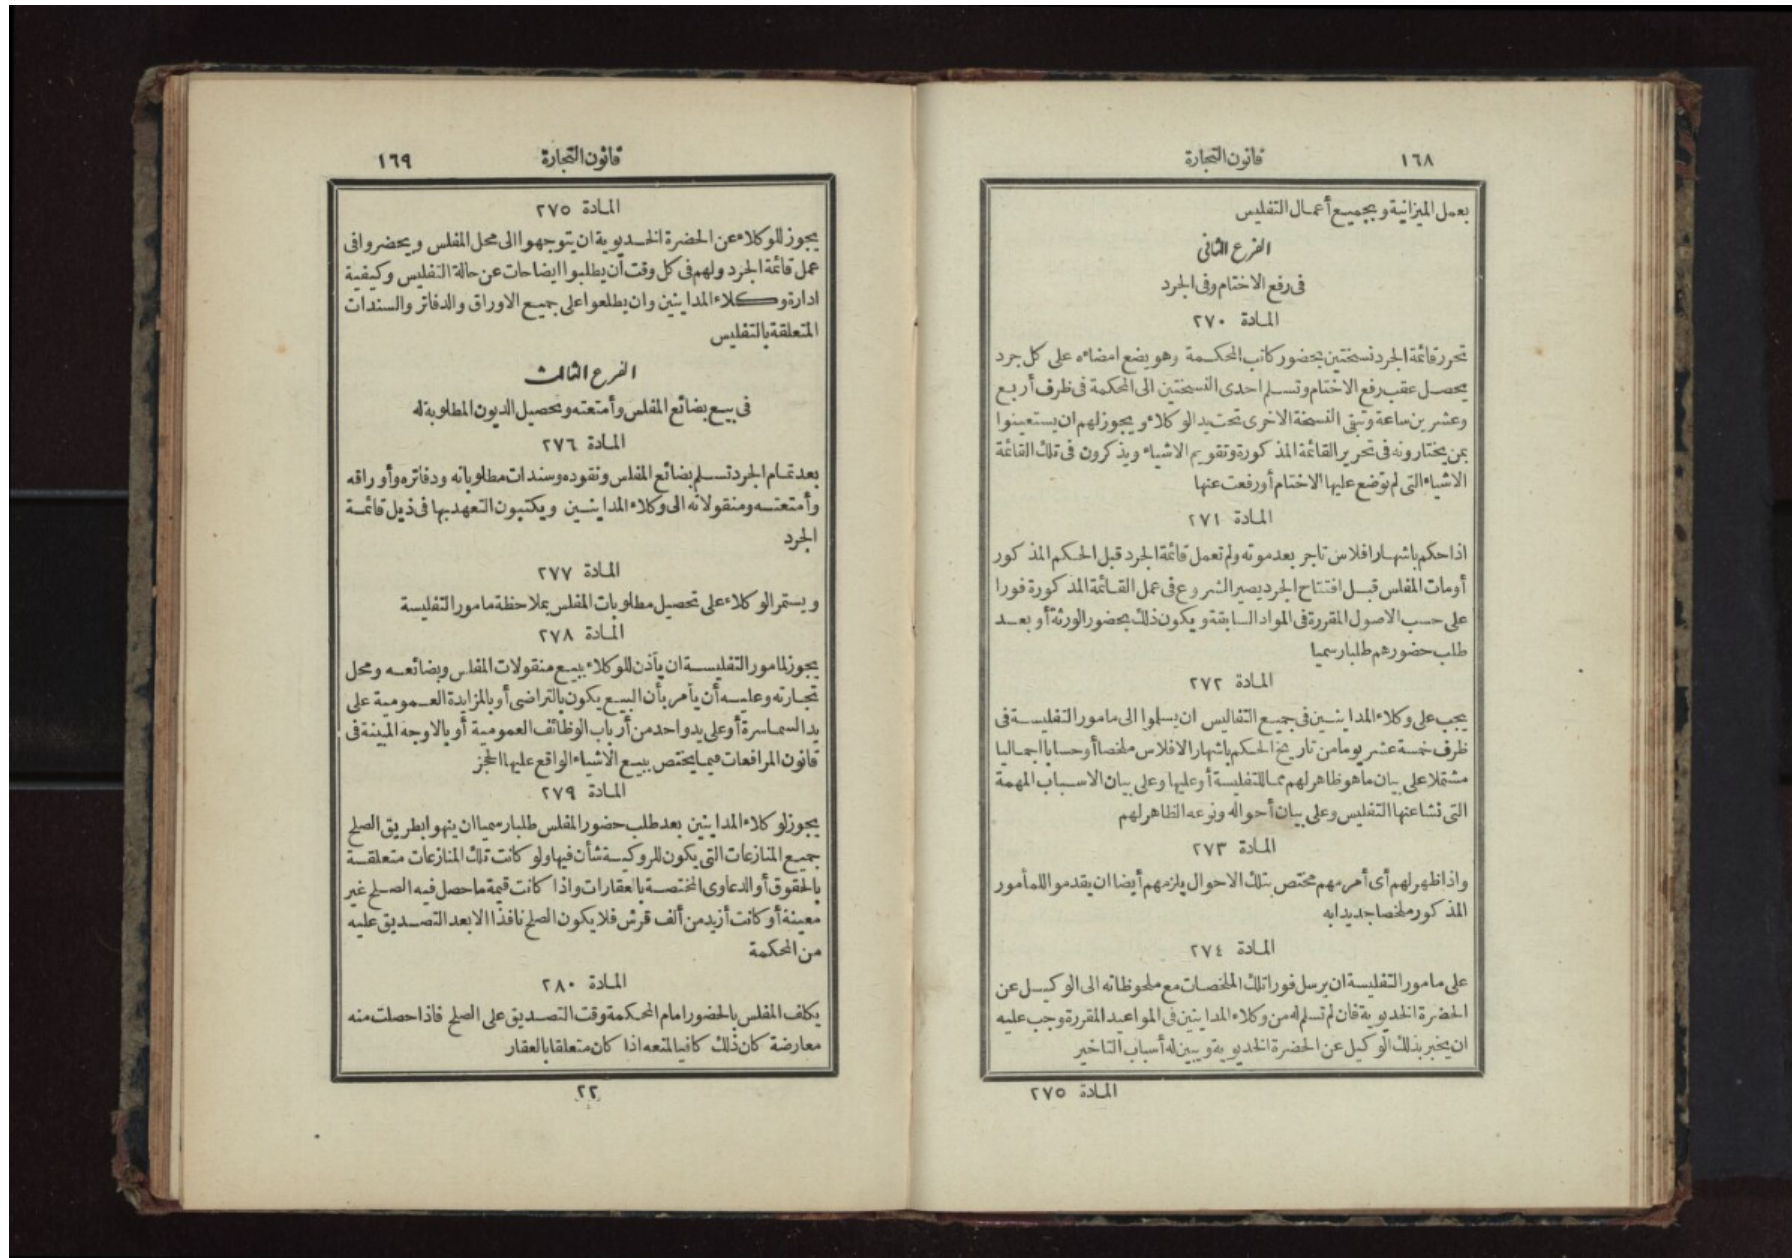 ١٦٨
قانون التجارة
بعمل الميزانية وبجميع أعمال التفليس
الفرع الثانى
فى رفع الاختام وفى الجرد
المادة ٢٧٠
تحرر قائمة الجرد نسختين بحضور كاتب المحكمة وهو يضع امضاءه على كل جرد
يحصل عقب رفع الاختام وتسلم احدى النسختين الى المحكمة فى ظرف أربع
وعشرين ساعة وتبقى النسخة الاخرى تحت يد الوكلاء ويجوز لهم ان يستعينوا
بمن يختارونه فى تحرير القائمة المذكورة وتقويم الاشياء ويذكرون فى تلك القائمة
الاشياء التى لم توضع عليها الاختام أو رفعت عنها
المادة ٢٧١
اذا حكم باشهار افلاس تاجر بعد موته ولم تعمل قائمة الجرد قبل الحكم المذكور
أو مات المفلس قبل افتتاح الجرد يصير الشروع فى عمل القائمة المذكورة فورا
على حسب الاصول المقررة فى المواد السابقة ويكون ذلك بحضور الورثة أو بعد
طلب حضورهم طلبا رسميا
المادة ٢٧٢
يجب على وكلاء المداينين فى جميع التفاليس ان يسلموا الى مامور التفليسة فى
ظرف خمسة عشر يوما من تاريخ الحكم باشهار الافلاس ملخصا أو حسابا اجماليا
مشتملا على بيان ما هو ظاهر لهم مما للتفليسة أو عليها وعلى بيان الاسباب المهمة
التى نشا عنها التفليس وعلى بيان أحواله ونوعه الظاهر لهم
المادة ٢٧٣
واذا ظهر لهم أى أمر مهم مختص بتلك الاحوال يلزمهم أيضا ان يقدموا للمأمور
المذكور ملخصا جديدا به
المادة ٢٧٤
على مامور التفليسة ان يرسل فورا تلك الملخصات مع ملحوظاته الى الوكيل عن
الحضرة الخديوية فان لم تسلم له من وكلاء المداينين فى المواعيد المقررة وجب عليه
ان يخبر بذلك الوكيل عن الحضرة الخديوية ويبين له أسباب التاخير
المادة ٢٧٥
قانون التجارة
١٦٩
المادة ٢٧٥
يجوز للوكلاء عن الحضرة الخديوية ان يتوجهوا الى محل المفلس ويحضروا فى
عمل قائمة الجرد ولهم فى كل وقت أن يطلبوا ايضاحات عن حالة التفليس وكيفية
ادارة وكلاء المداينين وان يطلعوا على جميع الاوراق والدفاتر والسندات
المتعلقة بالتفليس
الفرع الثالث
فى بيع بضائع المفلس وأمتعته وتحصيل الديون المطلوبة له
المادة ٢٧٦
بعد تمام الجرد تسلم بضائع المفلس ونقوده وسندات مطلوباته ودفاتره وأوراقه
وأمتعته ومنقولاته الى وكلاء المداينين ويكتبون التعهد بها فى ذيل قائمة
الجرد
المادة ٢٧٧
ويستمر الوكلاء على تحصيل مطلوبات المفلس بملاحظة مامور التفليسة
المادة ٢٧٨
يجوز لمامور التفليسة ان يأذن للوكلاء ببيع منقولات المفلس وبضائعه ومحل
تجارته وعليه أن يأمر بأن البيع يكون بالتراضى أو بالمزايدة العمومية على
يد السماسرة أو على يد واحد من أرباب الوظائف العمومية أو بالاوجه المبينة فى
قانون المرافعات فيما يختص ببيع الاشياء الواقع عليها الحجز
المادة ٢٧٩
يجوز لوكلاء المداينين بعد طلب حضور المفلس طلبا رسميا ان ينهوا بطريق الصلح
جميع المنازعات التى يكون للروكية شأن فيها ولو كانت تلك المنازعات متعلقة
بالحقوق أو الدعاوى المختصة بالعقارات واذا كانت قيمة ما حصل فيه الصلح غير
معينة أو كانت أزيد من ألف قرش فلا يكون الصلح نافذا الا بعد التصديق عليه
من المحكمة
المادة ٢٨٠
يكلف المفلس بالحضور امام المحكمة وقت التصديق على الصلح فاذا حصلت منه
معارضة كان ذلك كافيا لمنعه اذا كان متعلقا بالعقار
٢٢